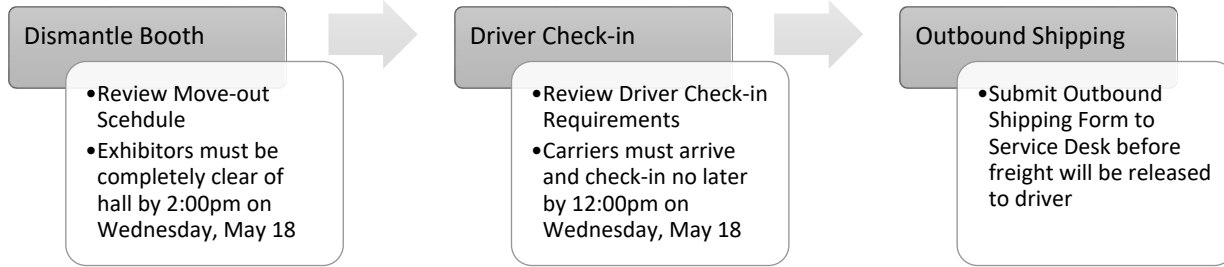 Dismantle Booth
•Review Move-out
Scehdule
•Exhibitors must be
completely clear of
hall by 2:00pm on
Wednesday, May 18
Driver Check-in
•Review Driver Check-in
Requirements
•Carriers must arrive
and check-in no later
by 12:00pm on
Wednesday, May 18
Outbound Shipping
•Submit Outbound
Shipping Form to
Service Desk before
freight will be released
to driver